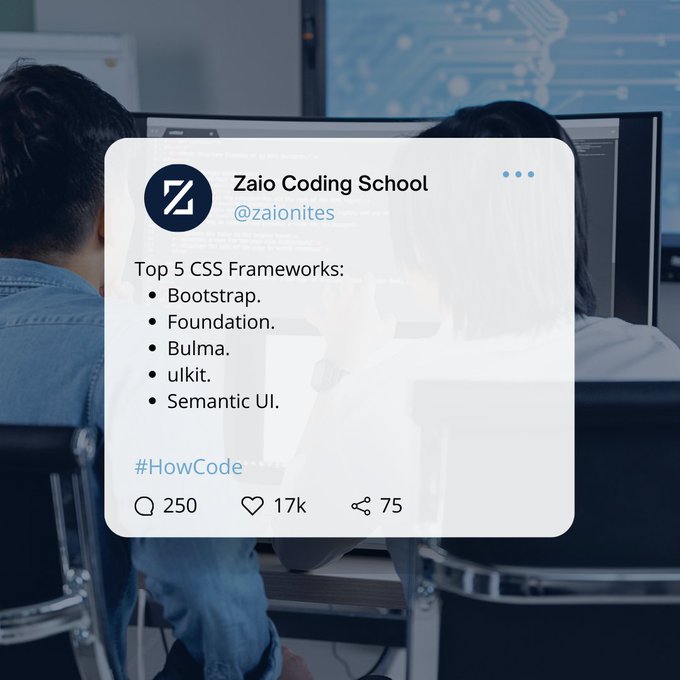 Zaio Coding School
@zaionites
Top 5 CSS Frameworks:
• Bootstrap.
• Foundation.
• Bulma.
• uIkit.
• Semantic UI.
#HowCode
250 17k 75